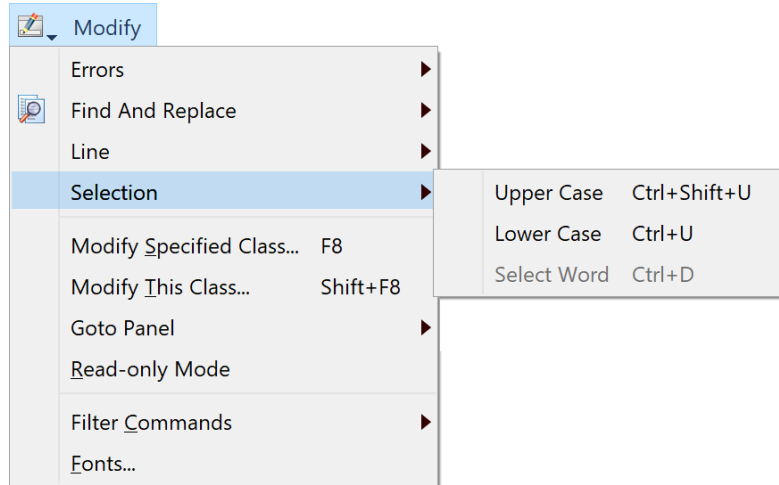 Modify
Errors
Find And Replace
Line
Selection
Upper Case Ctrl+Shift+U
Lower Case Ctrl+U
Select Word Ctrl+D
Modify Specified Class... F8
Modify This Class... Shift+F8
Goto Panel
Read-only Mode
Filter Commands
Fonts...